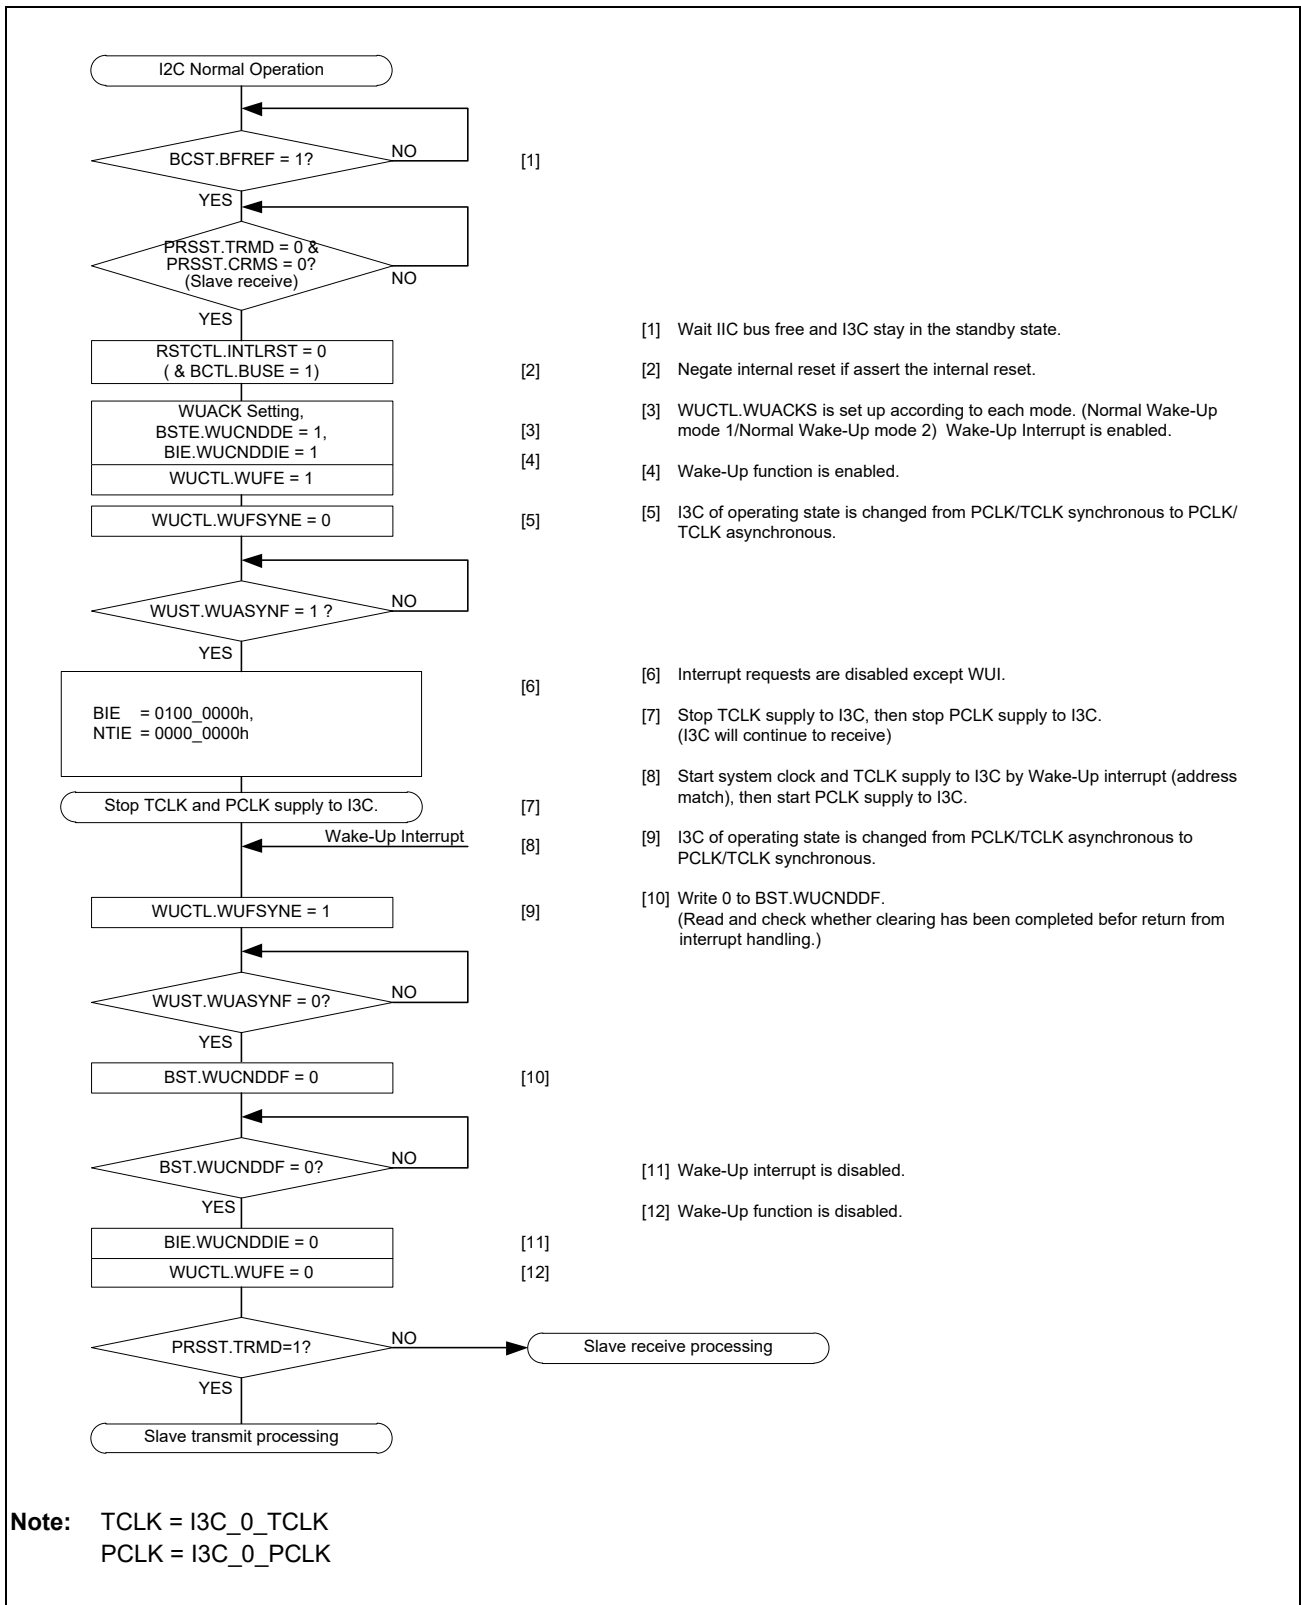 I2C Normal Operation
BCST.BFREF = 1?
NO
[1]
YES
PRSST.TRMD = 0 &
PRSST.CRMS = 0?
(Slave receive)
NO
YES
RSTCTL.INTLRST = 0
( & BCTL.BUSE = 1)
[2]
WUACK Setting,
BSTE.WUCNDDE = 1,
BIE.WUCNDDIE = 1
[3]
[4]
WUCTL.WUFE = 1
WUCTL.WUFSYNE = 0
[5]
WUST.WUASYNF = 1 ?
NO
YES
[6]
BIE = 0100_0000h,
NTIE = 0000_0000h
Stop TCLK and PCLK supply to I3C.
[7]
Wake-Up Interrupt
[8]
WUCTL.WUFSYNE = 1
[9]
WUST.WUASYNF = 0?
NO
YES
BST.WUCNDDF = 0
[10]
BST.WUCNDDF = 0?
NO
YES
BIE.WUCNDDIE = 0
[11]
WUCTL.WUFE = 0
[12]
PRSST.TRMD=1?
NO
Slave receive processing
YES
Slave transmit processing
[1] Wait IIC bus free and I3C stay in the standby state.
[2] Negate internal reset if assert the internal reset.
[3] WUCTL.WUACKS is set up according to each mode. (Normal Wake-Up
mode 1/Normal Wake-Up mode 2) Wake-Up Interrupt is enabled.
[4] Wake-Up function is enabled.
[5] I3C of operating state is changed from PCLK/TCLK synchronous to PCLK/
TCLK asynchronous.
[6] Interrupt requests are disabled except WUI.
[7] Stop TCLK supply to I3C, then stop PCLK supply to I3C.
(I3C will continue to receive)
[8] Start system clock and TCLK supply to I3C by Wake-Up interrupt (address
match), then start PCLK supply to I3C.
[9] I3C of operating state is changed from PCLK/TCLK asynchronous to
PCLK/TCLK synchronous.
[10] Write 0 to BST.WUCNDDF.
(Read and check whether clearing has been completed befor return from
interrupt handling.)
[11] Wake-Up interrupt is disabled.
[12] Wake-Up function is disabled.
Note: TCLK = I3C_0_TCLK
PCLK = I3C_0_PCLK